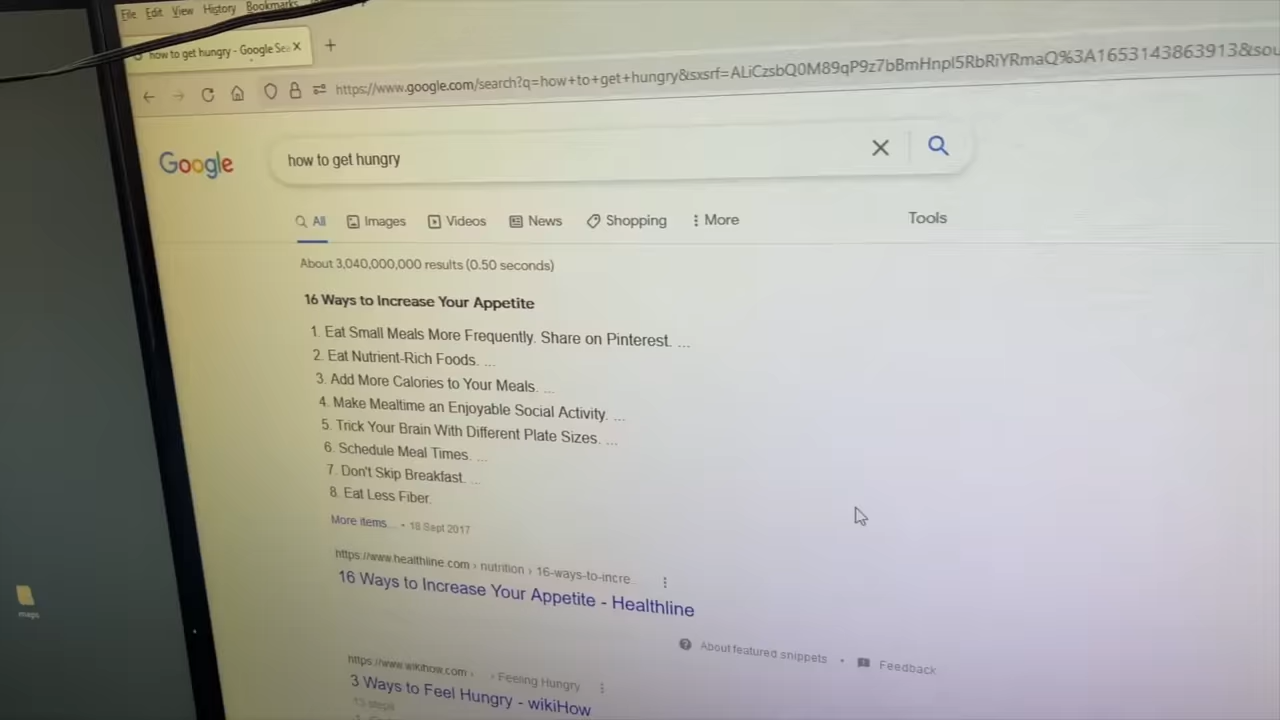 File Edit View History Bookmarks
how to get hungry - Google Sea X +
https://www.google.com/search?q=how+to+get+hungry&sxsrf=ALiCzsbQ0M89qP9z7bBmHnpl5RbRiYRmaQ%3A1653143863913&sou
Google how to get hungry
All Images Videos News Shopping More Tools
About 3,040,000,000 results (0.50 seconds)
16 Ways to Increase Your Appetite
1. Eat Small Meals More Frequently. Share on Pinterest. ...
2. Eat Nutrient-Rich Foods. ...
3. Add More Calories to Your Meals. ...
4. Make Mealtime an Enjoyable Social Activity. ...
5. Trick Your Brain With Different Plate Sizes. ...
6. Schedule Meal Times. ...
7. Don't Skip Breakfast. ...
8. Eat Less Fiber.
More items... • 18 Sept 2017
https://www.healthline.com › nutrition › 16-ways-to-incre...
16 Ways to Increase Your Appetite - Healthline
About featured snippets • Feedback
https://www.wikihow.com › ... › Feeling Hungry
3 Ways to Feel Hungry - wikiHow
13 steps
maps